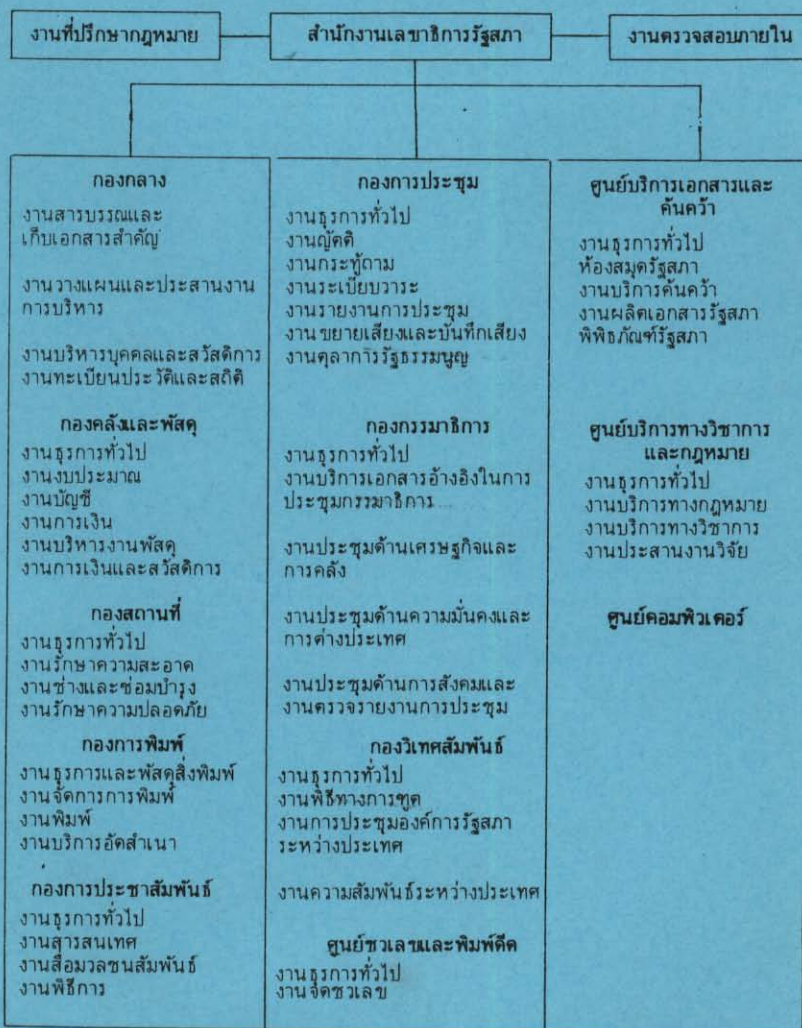 งานที่ปรึกษากฎหมาย
สำนักงานเลขาธิการรัฐสภา
งานตรวจสอบภายใน
กองกลาง
งานสารบรรณและ
เก็บเอกสารสำคัญ
งานวางแผนและประสานงาน
การบริหาร
งานบริหารบุคคลและสวัสดิการ
งานทะเบียนประวัติและสถิติ
กองคลังและพัสดุ
งานธุรการทั่วไป
งานงบประมาณ
งานบัญชี
งานการเงิน
งานบริหารงานพัสดุ
งานการเงินและสวัสดิการ
กองสถานที่
งานธุรการทั่วไป
งานรักษาความสะอาด
งานช่างและซ่อมบำรุง
งานรักษาความปลอดภัย
กองการพิมพ์
งานธุรการและพัสดุสิ่งพิมพ์
งานจัดการการพิมพ์
งานพิมพ์
งานบริการอัดสำเนา
กองการประชาสัมพันธ์
งานธุรการทั่วไป
งานสารสนเทศ
งานสื่อมวลชนสัมพันธ์
งานพิธีการ
กองการประชุม
งานธุรการทั่วไป
งานญัตติ
งานกระทู้ถาม
งานระเบียบวาระ
งานรายงานการประชุม
งานขยายเสียงและบันทึกเสียง
งานตุลาการรัฐธรรมนูญ
กองกรรมาธิการ
งานธุรการทั่วไป
งานบริการเอกสารอ้างอิงในการ
ประชุมกรรมาธิการ
งานประชุมด้านเศรษฐกิจและ
การคลัง
งานประชุมด้านความมั่นคงและ
การต่างประเทศ
งานประชุมด้านการสังคมและ
งานตรวจรายงานการประชุม
กองวิเทศสัมพันธ์
งานธุรการทั่วไป
งานพิธีทางการทูต
งานการประชุมองค์การรัฐสภา
ระหว่างประเทศ
งานความสัมพันธ์ระหว่างประเทศ
ศูนย์ชวเลขและพิมพ์ดีด
งานธุรการทั่วไป
งานจดชวเลข
ศูนย์บริการเอกสารและ
ค้นคว้า
งานธุรการทั่วไป
ห้องสมุดรัฐสภา
งานบริการค้นคว้า
งานผลิตเอกสารรัฐสภา
พิพิธภัณฑ์รัฐสภา
ศูนย์บริการทางวิชาการ
และกฎหมาย
งานธุรการทั่วไป
งานบริการทางกฎหมาย
งานบริการทางวิชาการ
งานประสานงานวิจัย
ศูนย์คอมพิวเตอร์